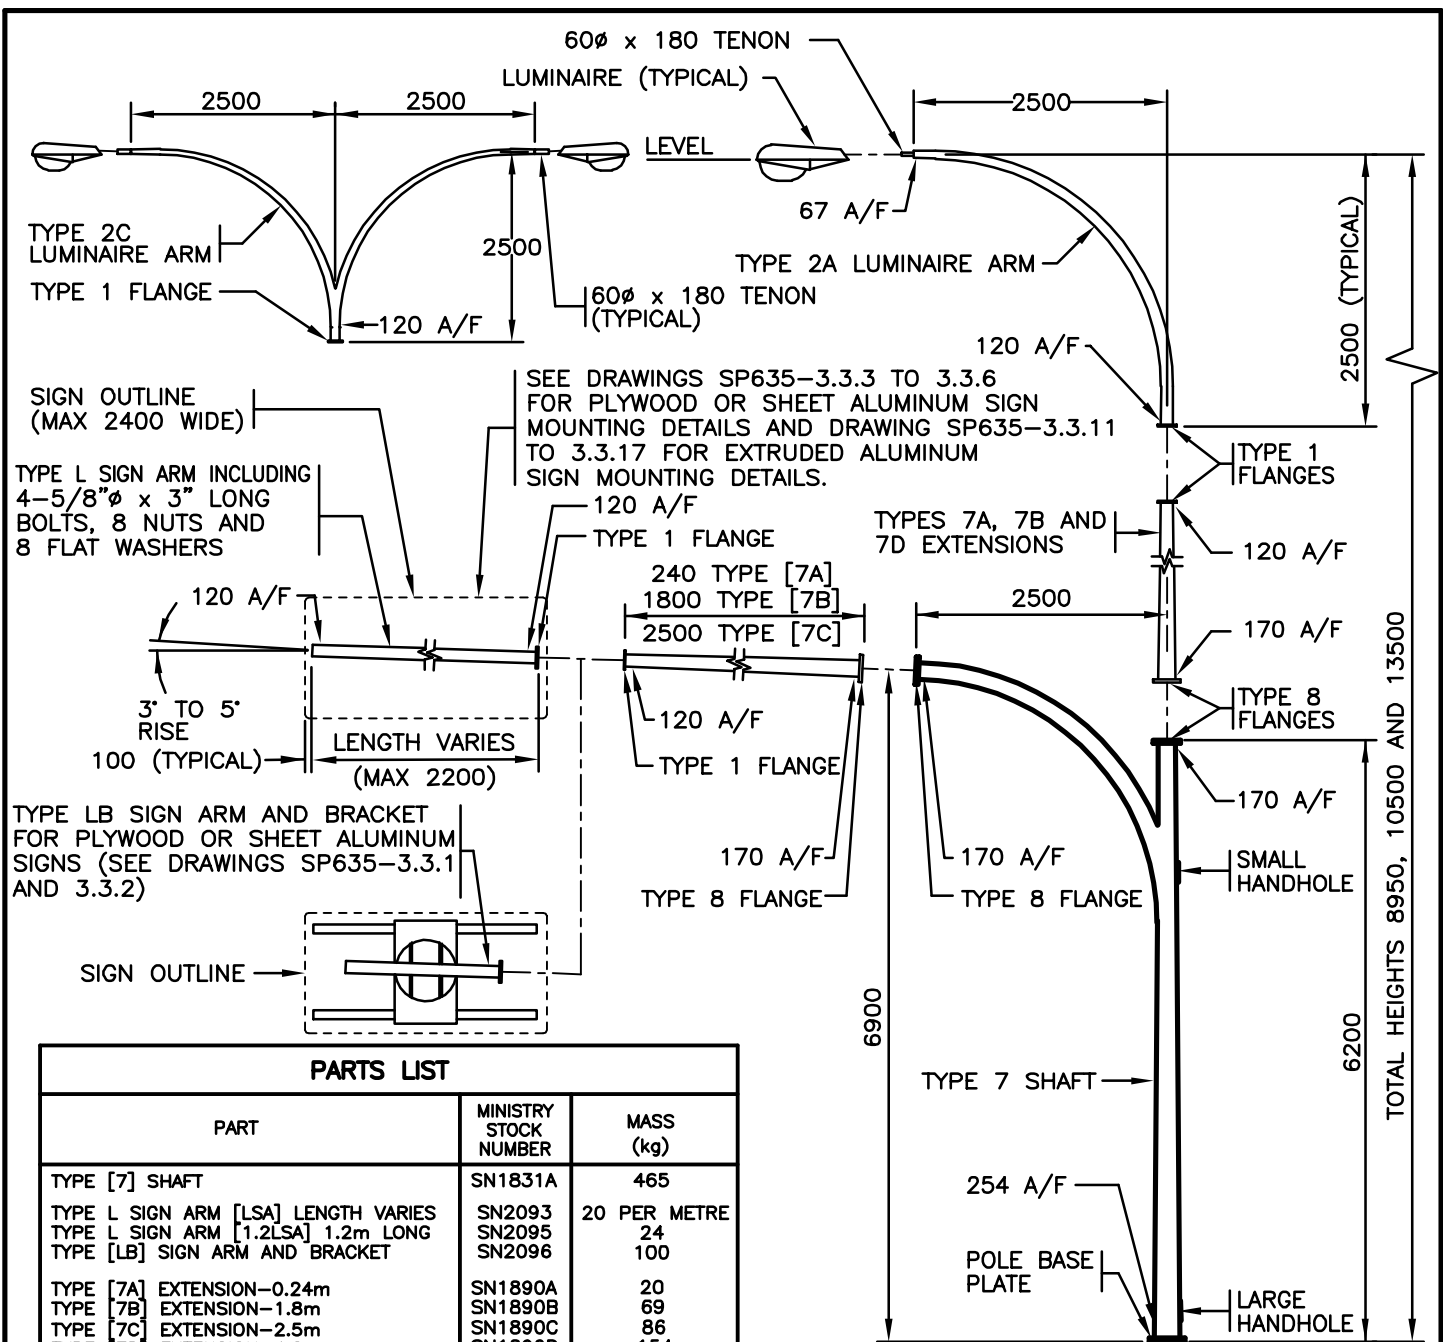 60ø x 180 TENON
LUMINAIRE (TYPICAL)
2500
2500
2500
LEVEL
67 A/F
TYPE 2C
LUMINAIRE ARM
2500
TYPE 2A LUMINAIRE ARM
2500 (TYPICAL)
TYPE 1 FLANGE
60ø x 180 TENON
(TYPICAL)
120 A/F
120 A/F
SIGN OUTLINE
(MAX 2400 WIDE)
SEE DRAWINGS SP635-3.3.3 TO 3.3.6
FOR PLYWOOD OR SHEET ALUMINUM SIGN
MOUNTING DETAILS AND DRAWING SP635-3.3.11
TO 3.3.17 FOR EXTRUDED ALUMINUM
SIGN MOUNTING DETAILS.
TYPE 1
FLANGES
TYPE L SIGN ARM INCLUDING
4-5/8"ø x 3" LONG
BOLTS, 8 NUTS AND
8 FLAT WASHERS
120 A/F
TYPE 1 FLANGE
TYPES 7A, 7B AND
7D EXTENSIONS
120 A/F
240 TYPE [7A]
1800 TYPE [7B]
2500 TYPE [7C]
120 A/F
2500
170 A/F
3° TO 5°
RISE
100 (TYPICAL)
LENGTH VARIES
(MAX 2200)
120 A/F
TYPE 1 FLANGE
TYPE 8
FLANGES
170 A/F
TYPE LB SIGN ARM AND BRACKET
FOR PLYWOOD OR SHEET ALUMINUM
SIGNS (SEE DRAWINGS SP635-3.3.1
AND 3.3.2)
170 A/F
TYPE 8 FLANGE
170 A/F
TYPE 8 FLANGE
SMALL
HANDHOLE
SIGN OUTLINE
6900
6200
TOTAL HEIGHTS 8950, 10500 AND 13500
TYPE 7 SHAFT
254 A/F
POLE BASE
PLATE
LARGE
HANDHOLE
PARTS LIST
PART MINISTRY STOCK NUMBER MASS (kg)
TYPE [7] SHAFT SN1831A 465
TYPE L SIGN ARM [LSA] LENGTH VARIES SN2093 20 PER METRE
TYPE L SIGN ARM [1.2LSA] 1.2m LONG SN2095 24
TYPE [LB] SIGN ARM AND BRACKET SN2096 100
TYPE [7A] EXTENSION-0.24m SN1890A 20
TYPE [7B] EXTENSION-1.8m SN1890B 69
TYPE [7C] EXTENSION-2.5m SN1890C 86